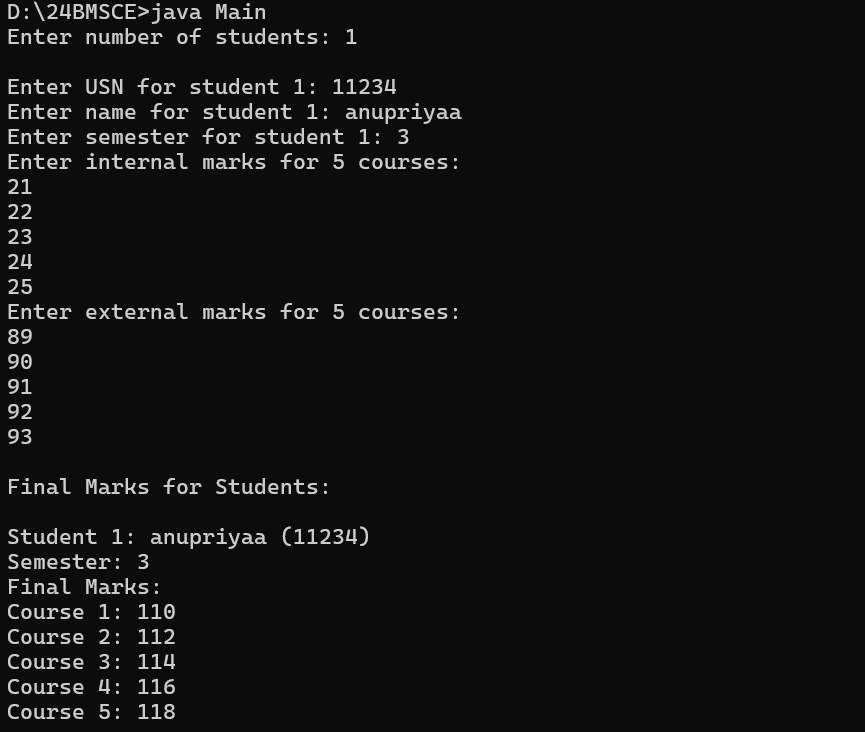 D:\24BMSCE>java Main
Enter number of students: 1
Enter USN for student 1: 11234
Enter name for student 1: anupriyaa
Enter semester for student 1: 3
Enter internal marks for 5 courses:
21
22
23
24
25
Enter external marks for 5 courses:
89
90
91
92
93
Final Marks for Students:
Student 1: anupriyaa (11234)
Semester: 3
Final Marks:
Course 1: 110
Course 2: 112
Course 3: 114
Course 4: 116
Course 5: 118